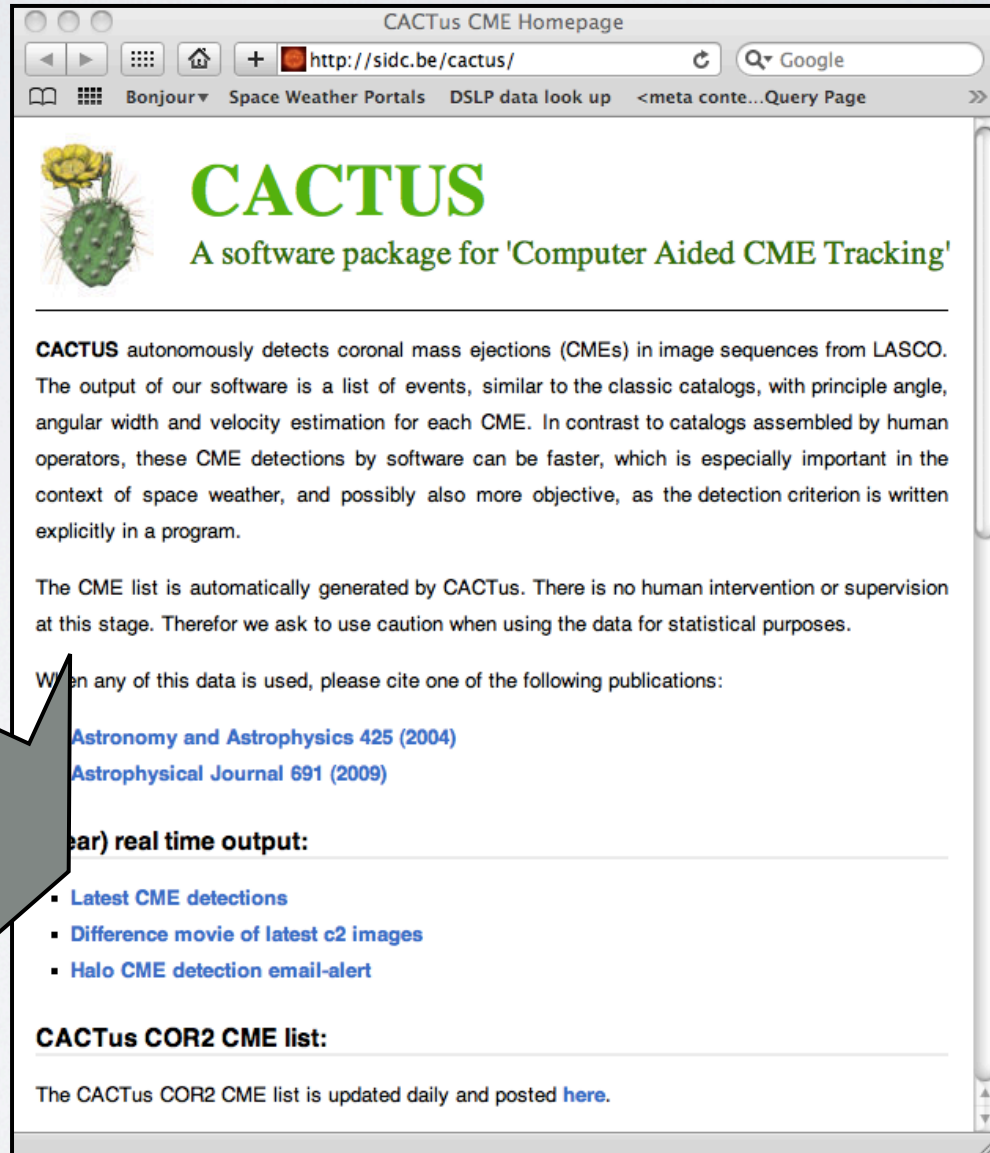 CACTus CME Homepage
http://sidc.be/cactus/
Google
Bonjour Space Weather Portals DSLP data look up <meta conte...Query Page
CACTUS
A software package for 'Computer Aided CME Tracking'
CACTUS autonomously detects coronal mass ejections (CMEs) in image sequences from LASCO.
The output of our software is a list of events, similar to the classic catalogs, with principle angle,
angular width and velocity estimation for each CME. In contrast to catalogs assembled by human
operators, these CME detections by software can be faster, which is especially important in the
context of space weather, and possibly also more objective, as the detection criterion is written
explicitly in a program.
The CME list is automatically generated by CACTus. There is no human intervention or supervision
at this stage. Therefor we ask to use caution when using the data for statistical purposes.
any of this data is used, please cite one of the following publications:
Astronomy and Astrophysics 425 (2004)
Astrophysical Journal 691 (2009)
real time output:
Latest CME detections
Difference movie of latest c2 images
Halo CME detection email-alert
CACTus COR2 CME list:
The CACTus COR2 CME list is updated daily and posted here.